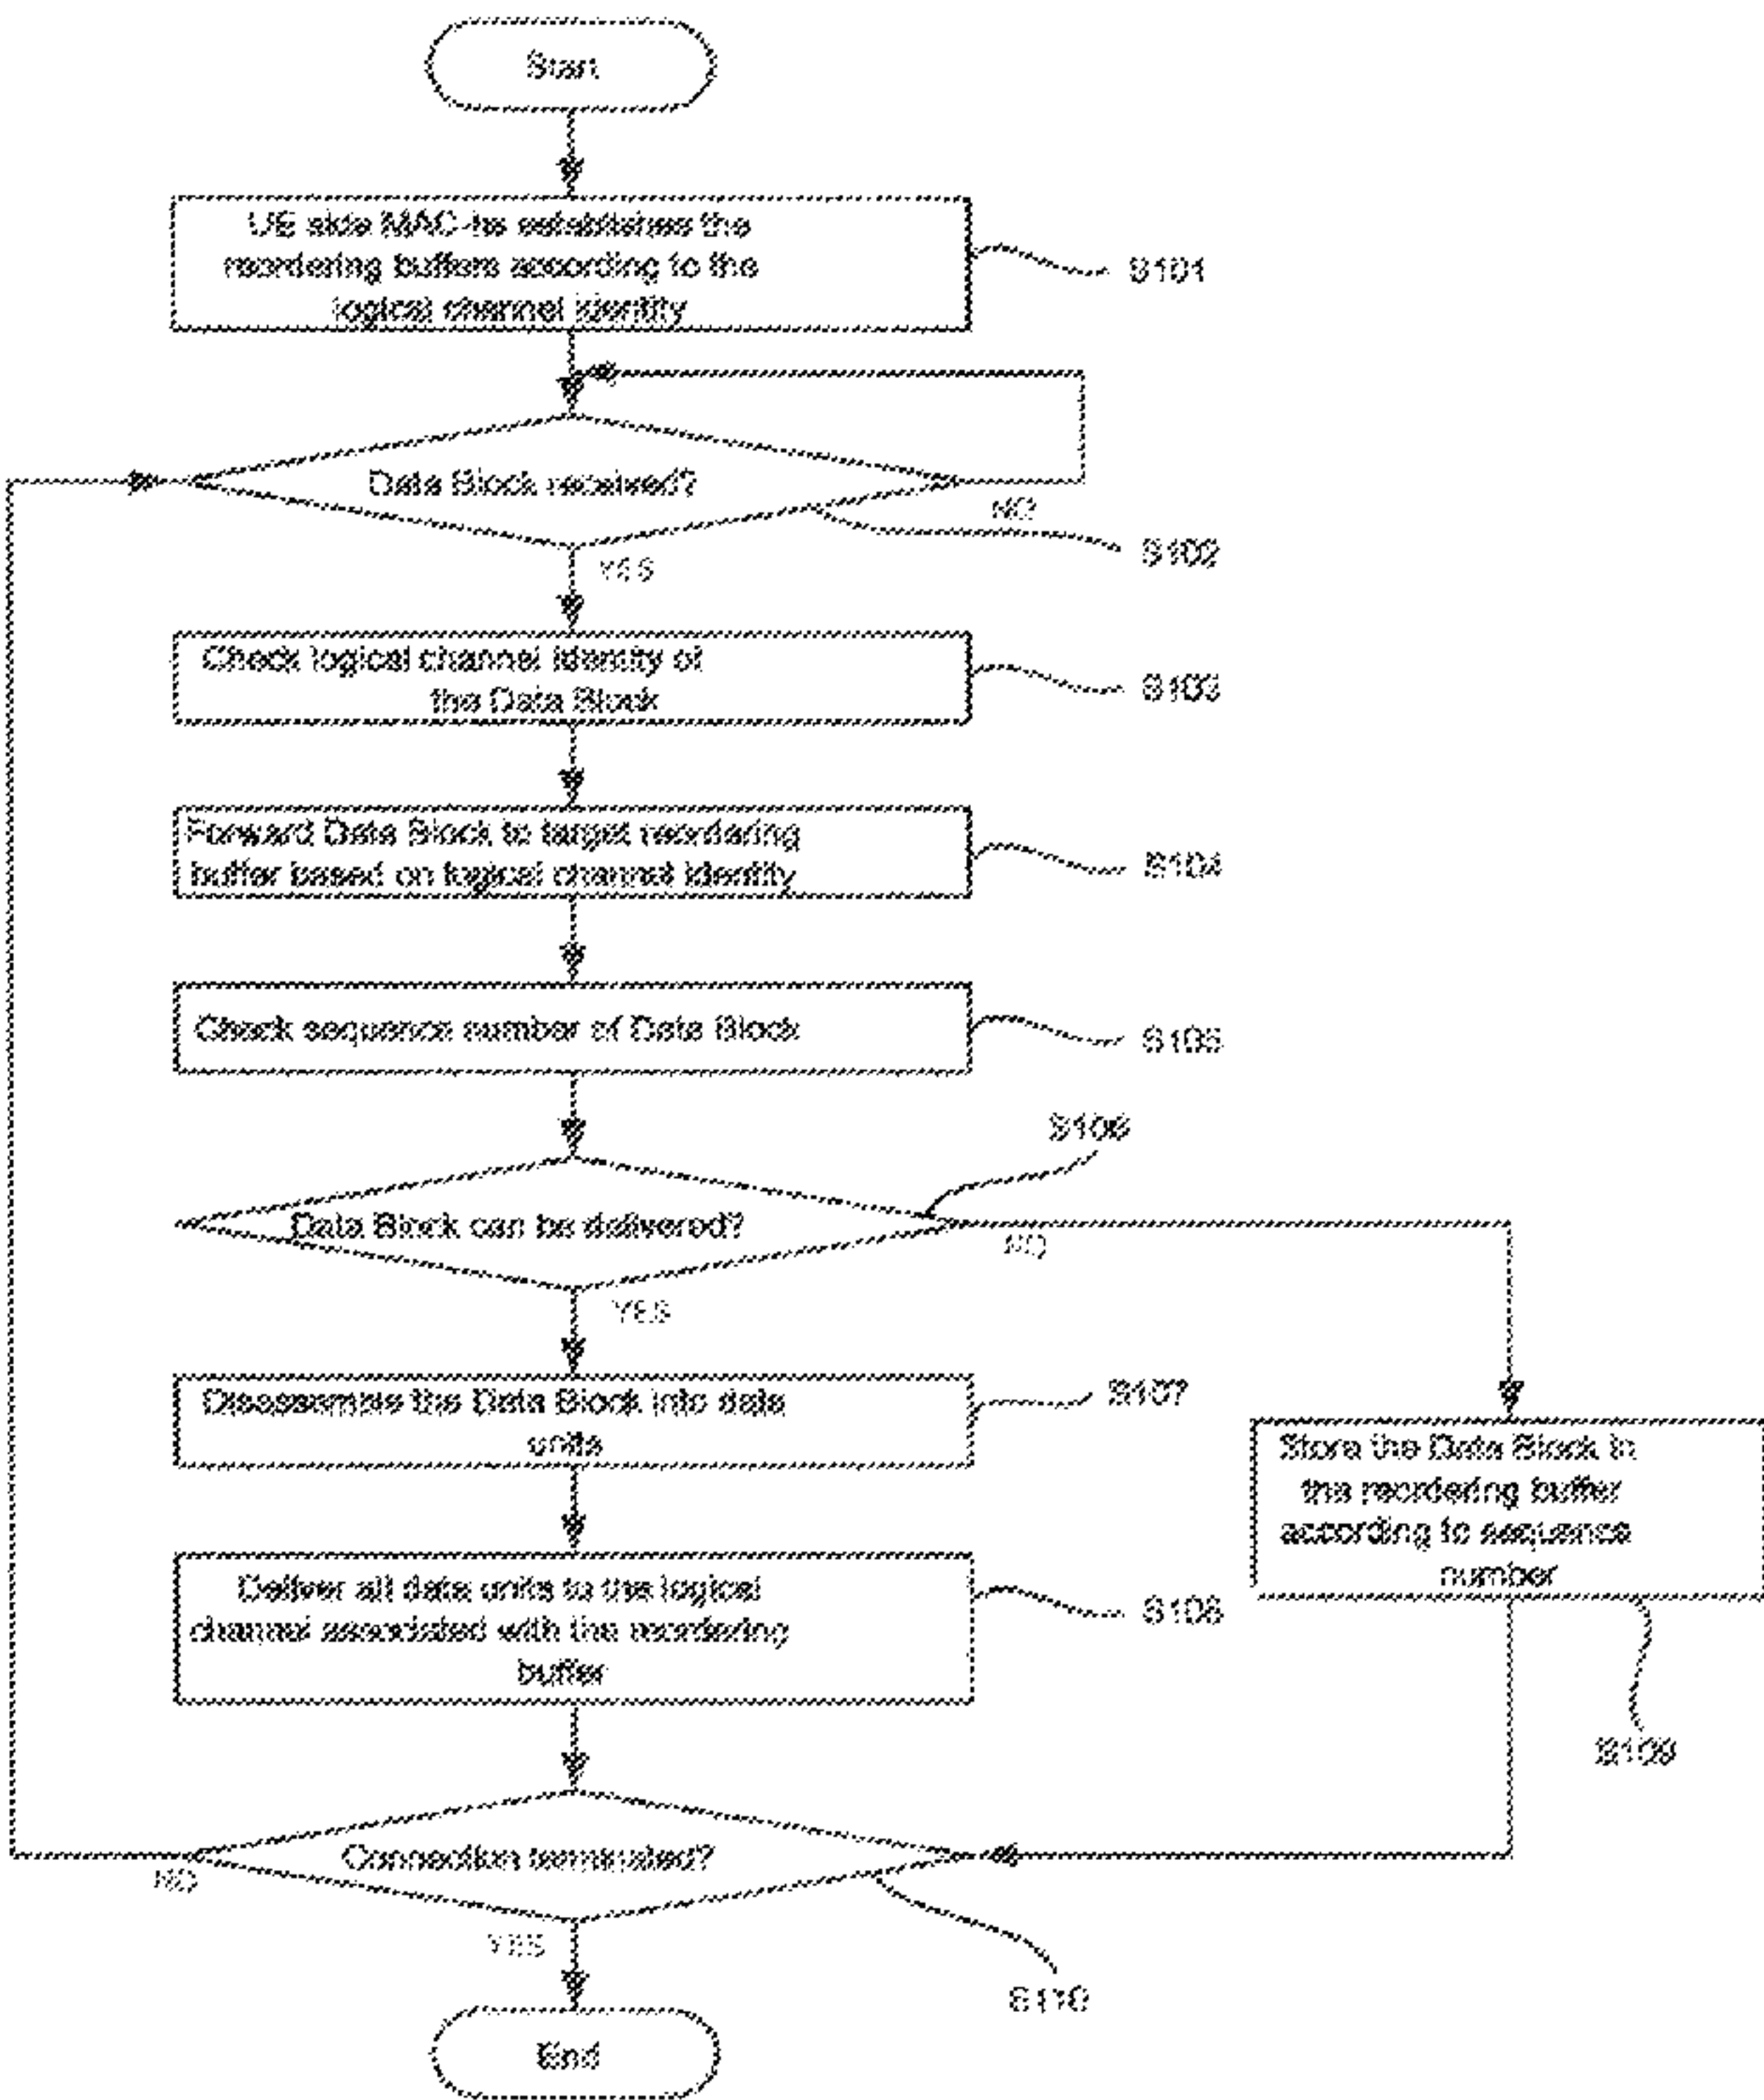 Start
UE side MAC-hs establishes the
reordering buffers according to the
logical channel identity
S101
Data Block received?
NO
S102
YES
Check logical channel identity of
the Data Block
S103
Forward Data Block to target reordering
buffer based on logical channel identity
S104
Check sequence number of Data Block
S105
S106
Data Block can be delivered?
NO
YES
Disassemble the Data Block into data
units
S107
Store the Data Block in
the reordering buffer
according to sequence
number
Deliver all data units to the logical
channel associated with the reordering
buffer
S108
S109
Connection terminated?
NO
YES
S110
End